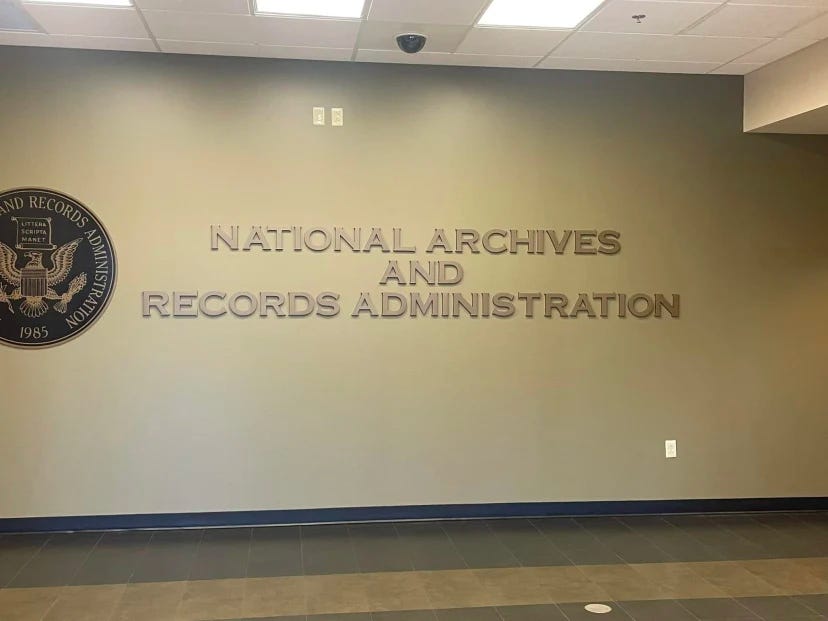 AND RECORDS ADMINISTRATION
LITTERA
SCRIPTA
MANET
1985
NATIONAL ARCHIVES
AND
RECORDS ADMINISTRATION